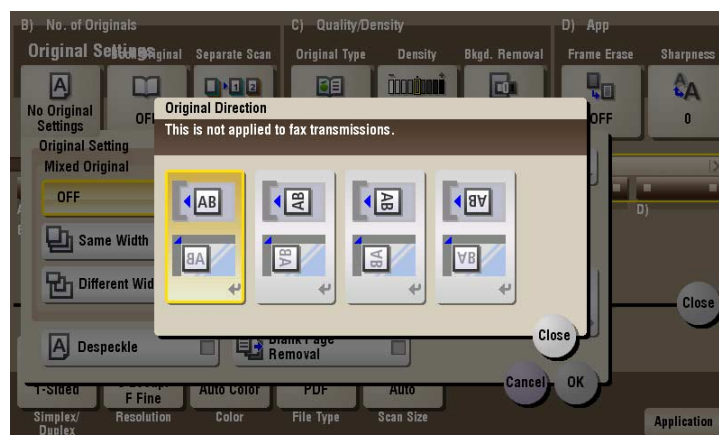 B) No. of Originals
C) Quality/Density
D) App
Original Settings
Original
Separate Scan
Original Type
Density
Bkgd. Removal
Frame Erase
Sharpness
No Original
Settings
OFF
0
Original Direction
This is not applied to fax transmissions.
Original Setting
Mixed Original
OFF
Same Width
Different Wid
AB
AB
AB
AB
BA
BA
AB
AB
D)
Despeckle
Blank Page
Removal
Close
Close
Cancel
OK
1-Sided
F Fine
Auto Color
PDF
Auto
Simplex/
Duplex
Resolution
Color
File Type
Scan Size
Application